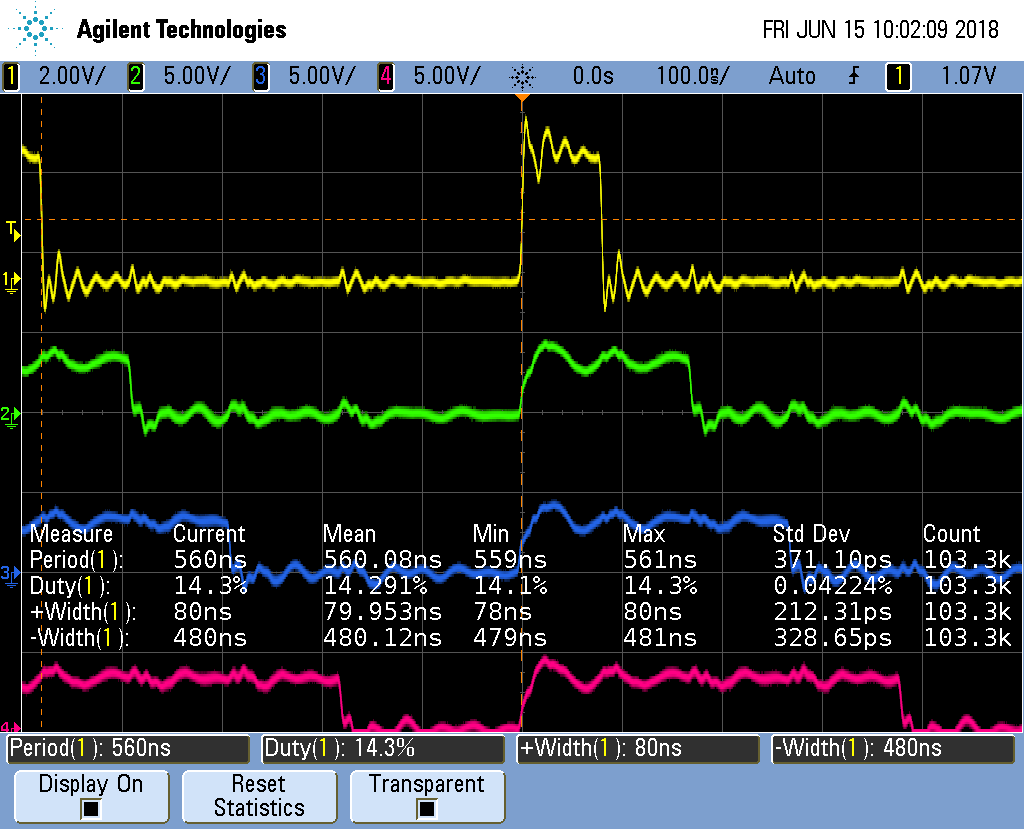 Agilent Technologies FRI JUN 15 10:02:09 2018
1 2.00V/ 2 5.00V/ 3 5.00V/ 4 5.00V/ 0.0s 100.0ns/ Auto 1 1.07V
T
1
2
3
4
Measure Current Mean Min Max Std Dev Count
Period(1): 560ns 560.08ns 559ns 561ns 371.10ps 103.3k
Duty(1): 14.3% 14.291% 14.1% 14.3% 0.04224% 103.3k
+Width(1): 80ns 79.953ns 78ns 80ns 212.31ps 103.3k
-Width(1): 480ns 480.12ns 479ns 481ns 328.65ps 103.3k
Period(1): 560ns Duty(1): 14.3% +Width(1): 80ns -Width(1): 480ns
Display On Reset Statistics Transparent